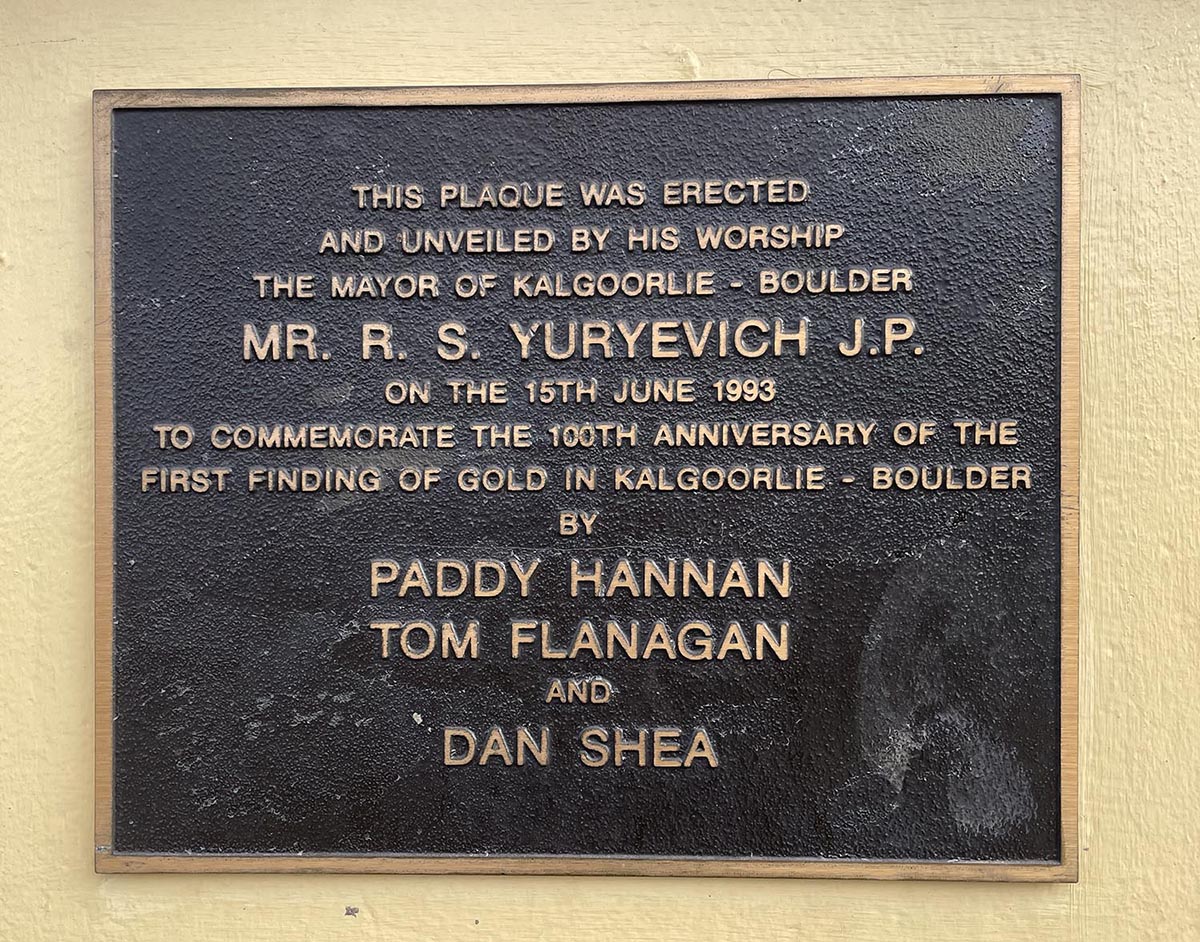 THIS PLAQUE WAS ERECTED
AND UNVEILED BY HIS WORSHIP
THE MAYOR OF KALGOORLIE - BOULDER
MR. R. S. YURYEVICH J.P.
ON THE 15TH JUNE 1993
TO COMMEMORATE THE 100TH ANNIVERSARY OF THE
FIRST FINDING OF GOLD IN KALGOORLIE - BOULDER
BY
PADDY HANNAN
TOM FLANAGAN
AND
DAN SHEA